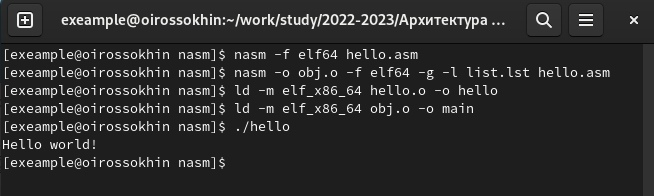 exeample@oirossokhin:~/work/study/2022-2023/Архитектура ...
[exeample@oirossokhin nasm]$ nasm -f elf64 hello.asm
[exeample@oirossokhin nasm]$ nasm -o obj.o -f elf64 -g -l list.lst hello.asm
[exeample@oirossokhin nasm]$ ld -m elf_x86_64 hello.o -o hello
[exeample@oirossokhin nasm]$ ld -m elf_x86_64 obj.o -o main
[exeample@oirossokhin nasm]$ ./hello
Hello world!
[exeample@oirossokhin nasm]$